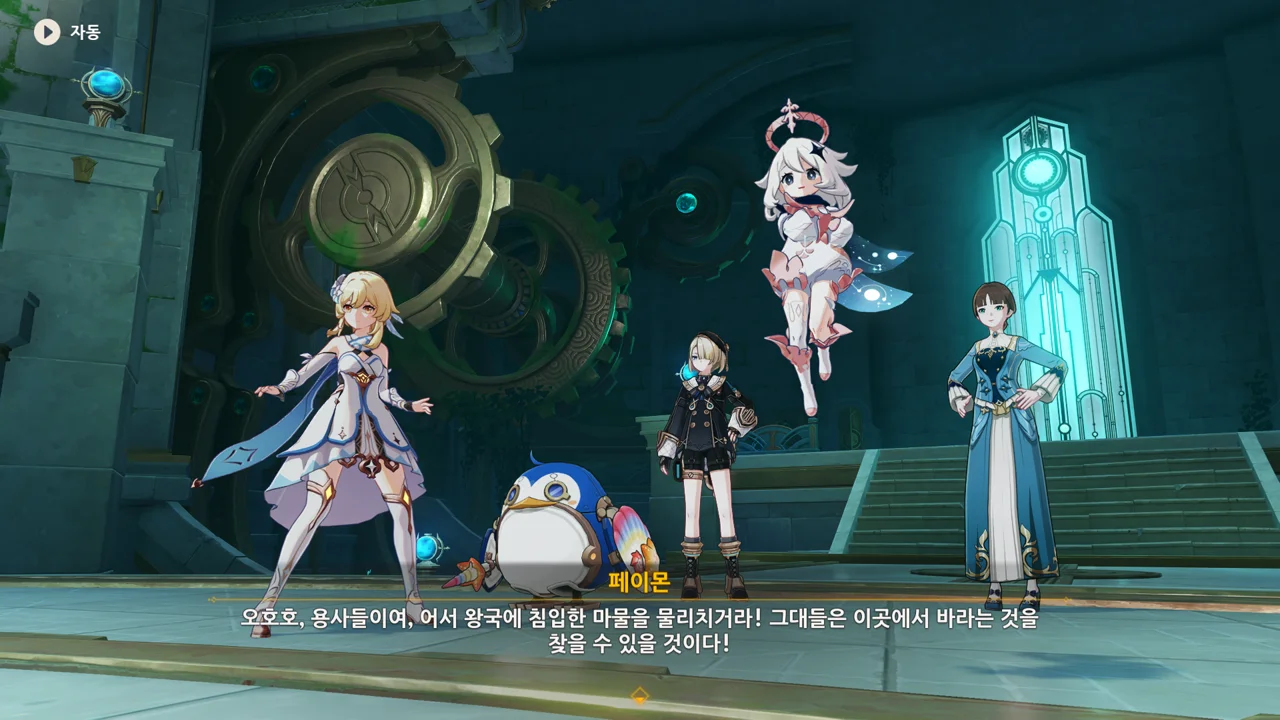 자동
페이몬
오호호, 용사들이여, 어서 왕국에 침입한 마물을 물리치거라! 그대들은 이곳에서 바라는 것을
찾을 수 있을 것이다!